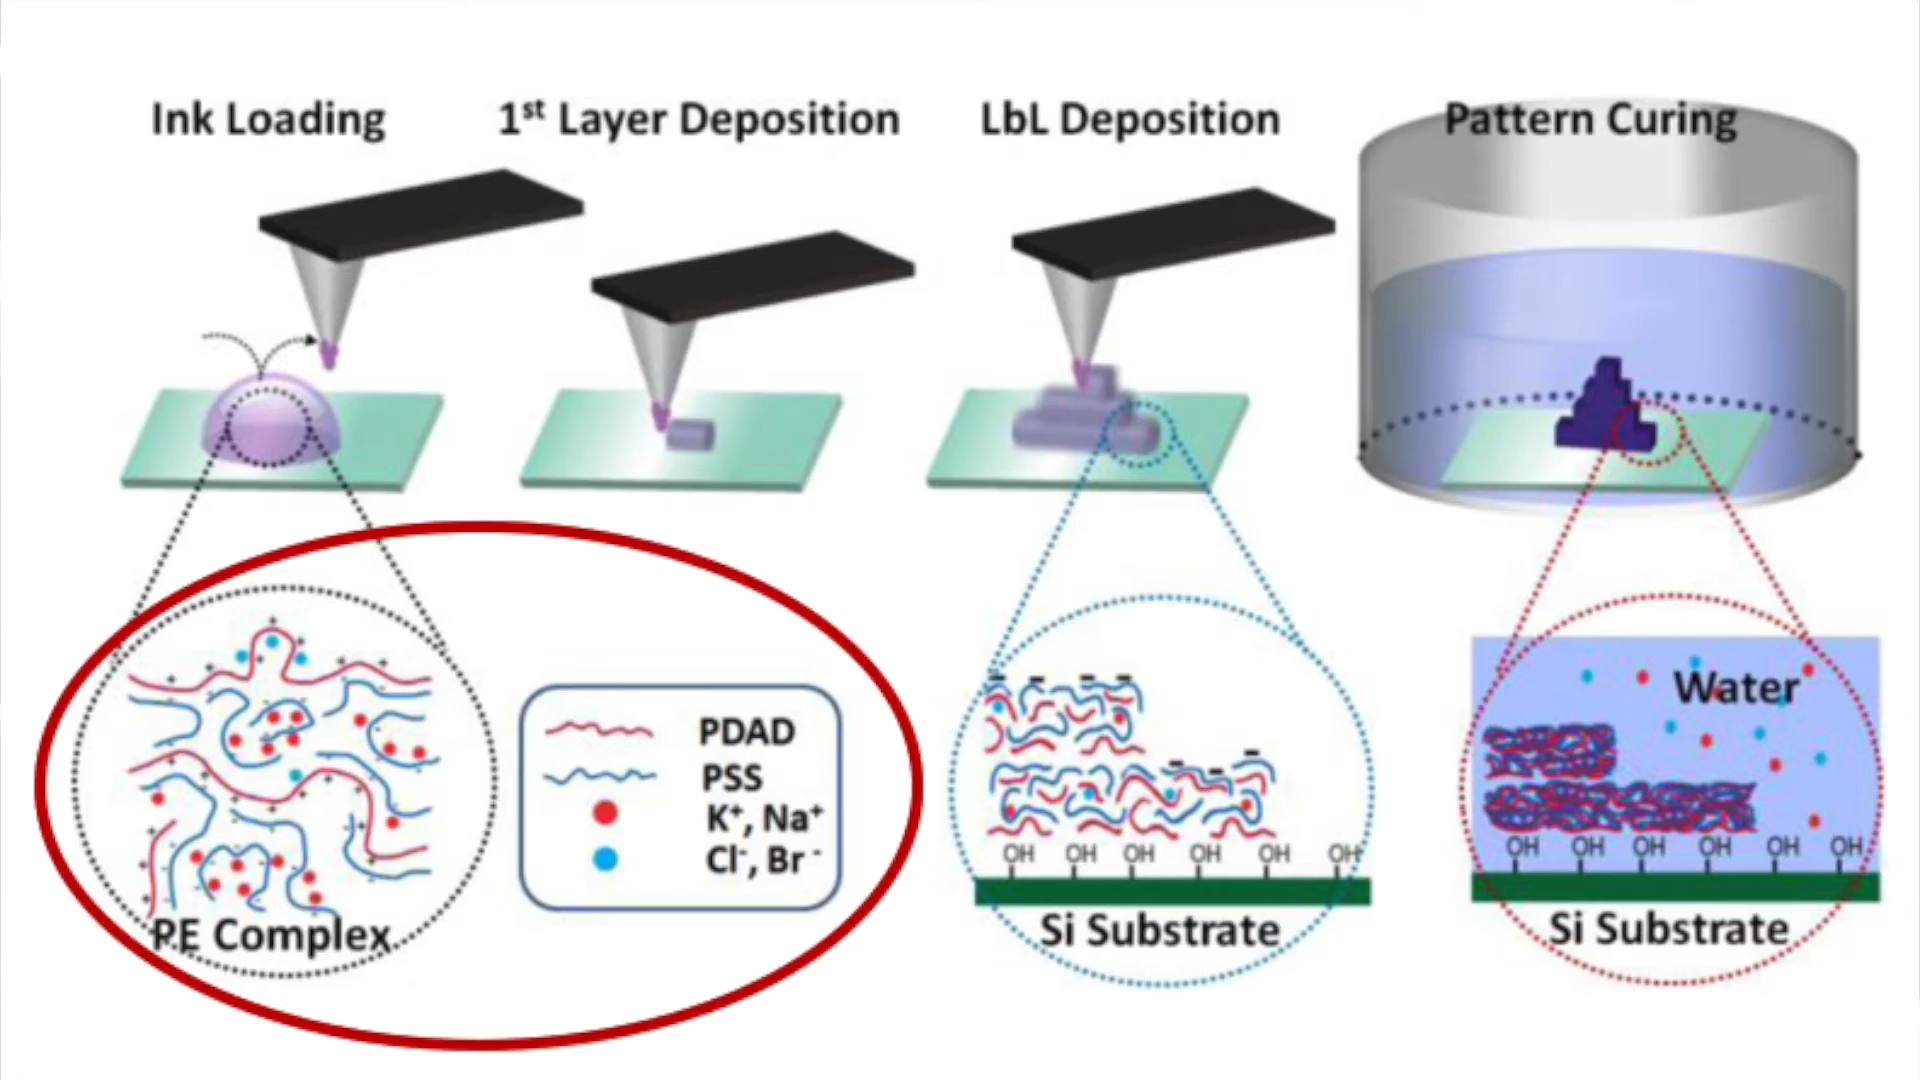 Ink Loading
1st Layer Deposition
LbL Deposition
Pattern Curing
PE Complex
PDAD
PSS
K+, Na+
Cl-, Br -
OH OH OH OH OH OH
Si Substrate
Water
OH OH OH OH OH OH
Si Substrate